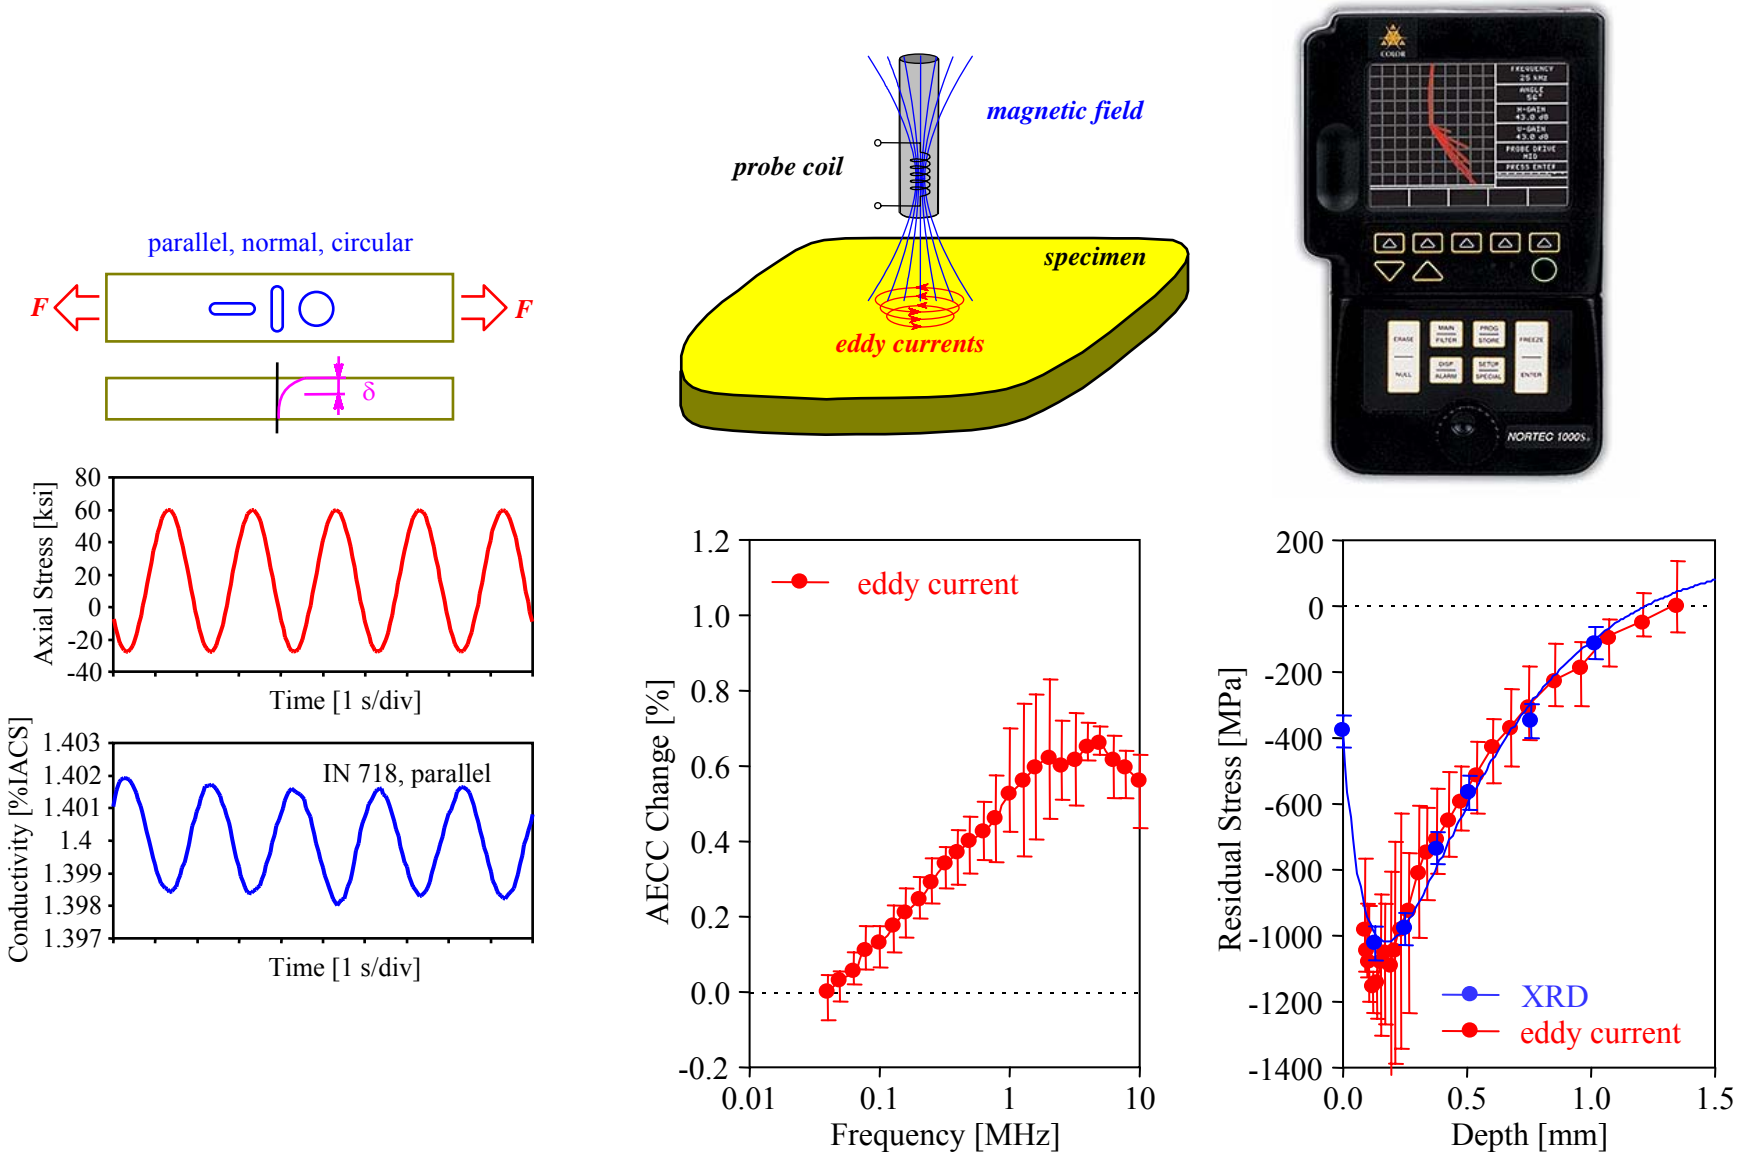 parallel, normal, circular
F
F
δ
80
60
40
20
0
-20
-40
Axial Stress [ksi]
Time [1 s/div]
1.403
1.402
1.401
1.4
1.399
1.398
1.397
Conductivity [%IACS]
IN 718, parallel
Time [1 s/div]
magnetic field
probe coil
specimen
eddy currents
COLOR
FREQUENCY
25 kHz
ANGLE
56°
H-GAIN
43.0 dB
V-GAIN
43.0 dB
PROBE DRIVE
MID
PRESS ENTER
ERASE
NULL
MAIN
FILTER
PROG
STORE
DISP
ALARM
SETUP
SPECIAL
FREEZE
ENTER
NORTEC 1000S+
1.2
1.0
0.8
0.6
0.4
0.2
0.0
-0.2
AECC Change [%]
eddy current
0.01
0.1
1
10
Frequency [MHz]
200
0
-200
-400
-600
-800
-1000
-1200
-1400
Residual Stress [MPa]
XRD
eddy current
0.0
0.5
1.0
1.5
Depth [mm]